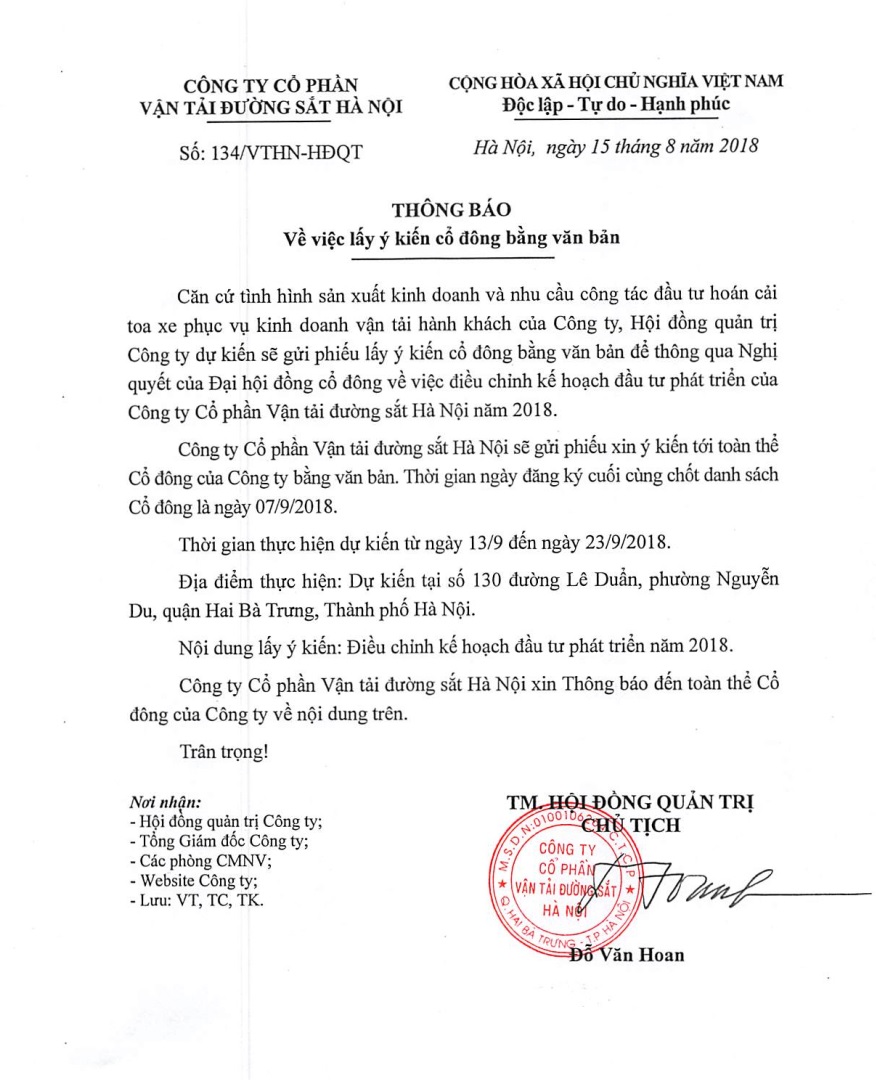 CÔNG TY CỔ PHẦN
VẬN TẢI ĐƯỜNG SẮT HÀ NỘI
Số: 134/VTHN-HĐQT
CỘNG HÒA XÃ HỘI CHỦ NGHĨA VIỆT NAM
Độc lập - Tự do - Hạnh phúc
Hà Nội, ngày 15 tháng 8 năm 2018
THÔNG BÁO
Về việc lấy ý kiến cổ đông bằng văn bản
Căn cứ tình hình sản xuất kinh doanh và nhu cầu công tác đầu tư hoán cải
toa xe phục vụ kinh doanh vận tải hành khách của Công ty, Hội đồng quản trị
Công ty dự kiến sẽ gửi phiếu lấy ý kiến cổ đông bằng văn bản để thông qua Nghị
quyết của Đại hội đồng cổ đông về việc điều chỉnh kế hoạch đầu tư phát triển của
Công ty Cổ phần Vận tải đường sắt Hà Nội năm 2018.
Công ty Cổ phần Vận tải đường sắt Hà Nội sẽ gửi phiếu xin ý kiến tới toàn thể
Cổ đông của Công ty bằng văn bản. Thời gian ngày đăng ký cuối cùng chốt danh sách
Cổ đông là ngày 07/9/2018.
Thời gian thực hiện dự kiến từ ngày 13/9 đến ngày 23/9/2018.
Địa điểm thực hiện: Dự kiến tại số 130 đường Lê Duẩn, phường Nguyễn
Du, quận Hai Bà Trưng, Thành phố Hà Nội.
Nội dung lấy ý kiến: Điều chỉnh kế hoạch đầu tư phát triển năm 2018.
Công ty Cổ phần Vận tải đường sắt Hà Nội xin Thông báo đến toàn thể Cổ
đông của Công ty về nội dung trên.
Trân trọng!
Nơi nhận:
- Hội đồng quản trị Công ty;
- Tổng Giám đốc Công ty;
- Các phòng CMNV;
- Website Công ty;
- Lưu: VT, TC, TK.
TM. HỘI ĐỒNG QUẢN TRỊ
CHỦ TỊCH
CÔNG TY
CỔ PHẦN
VẬN TẢI ĐƯỜNG SẮT
HÀ NỘI
Q. HAI BÀ TRƯNG - T.P HÀ NỘI
Đỗ Văn Hoan